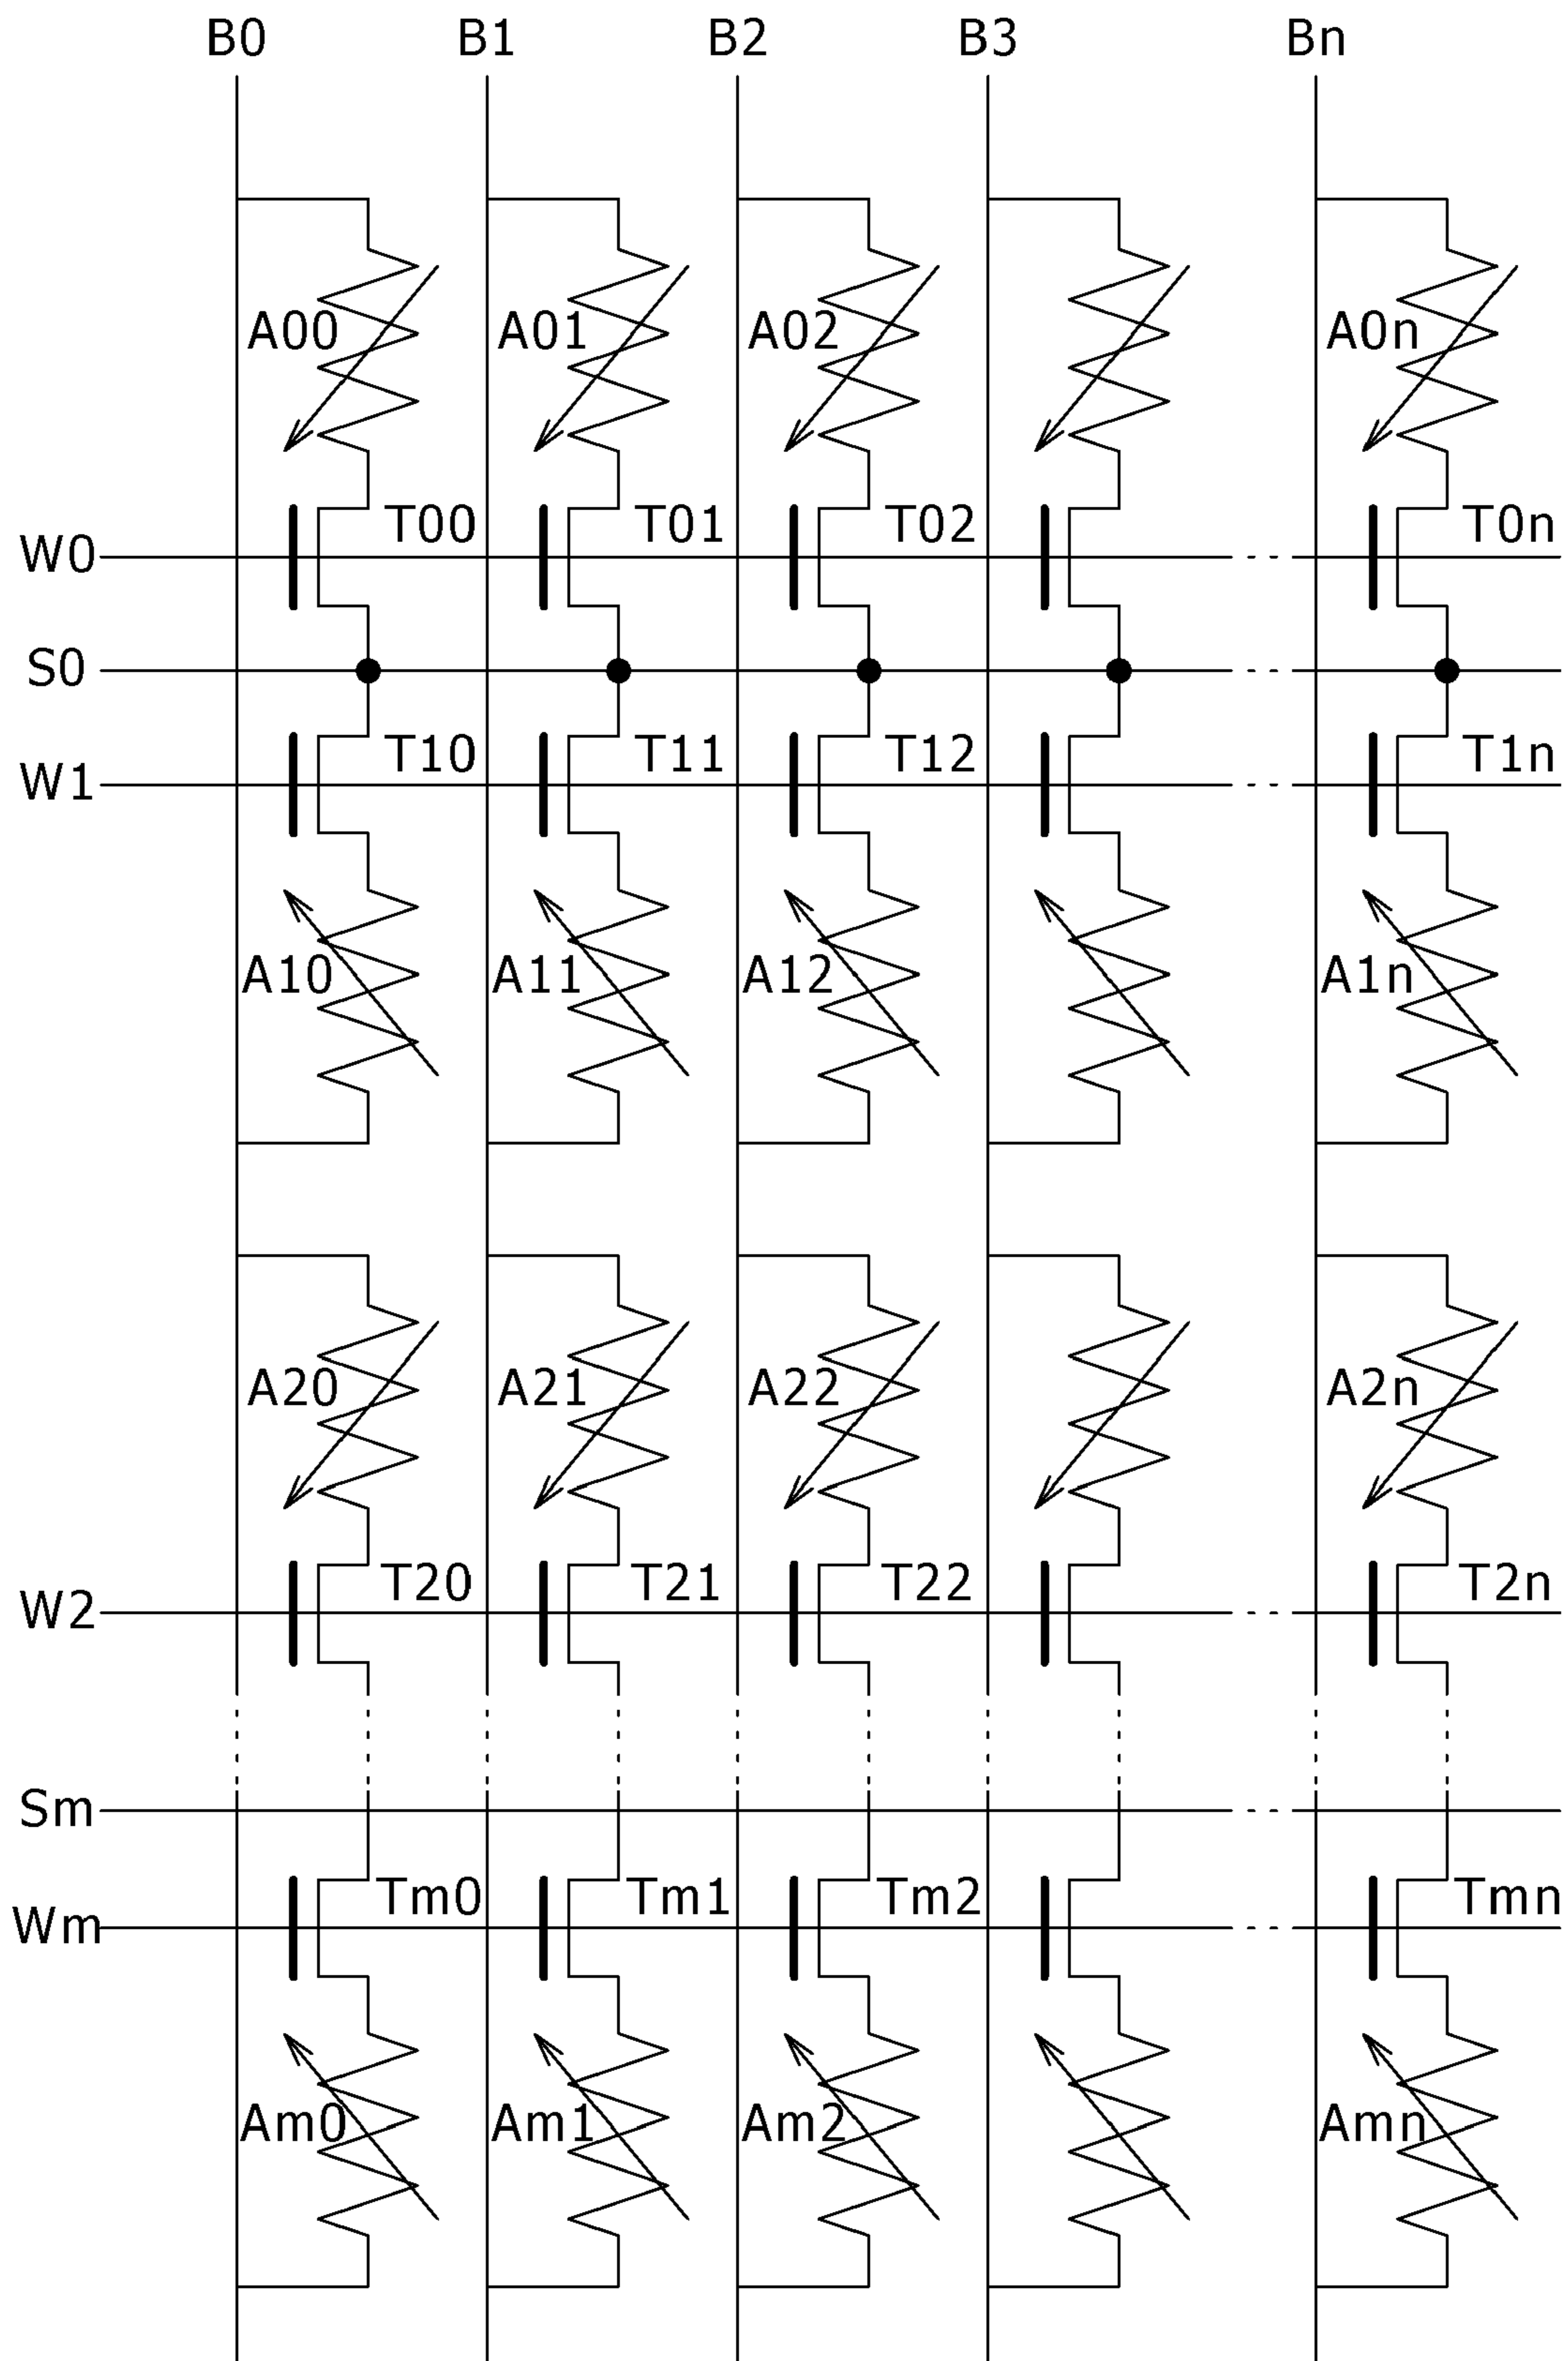 B0 B1 B2 B3 Bn
A00 A01 A02 A0n
T00 T01 T02 T0n
W0
S0
T10 T11 T12 T1n
W1
A10 A11 A12 A1n
A20 A21 A22 A2n
T20 T21 T22 T2n
W2
Sm
Tm0 Tm1 Tm2 Tmn
Wm
Am0 Am1 Am2 Amn